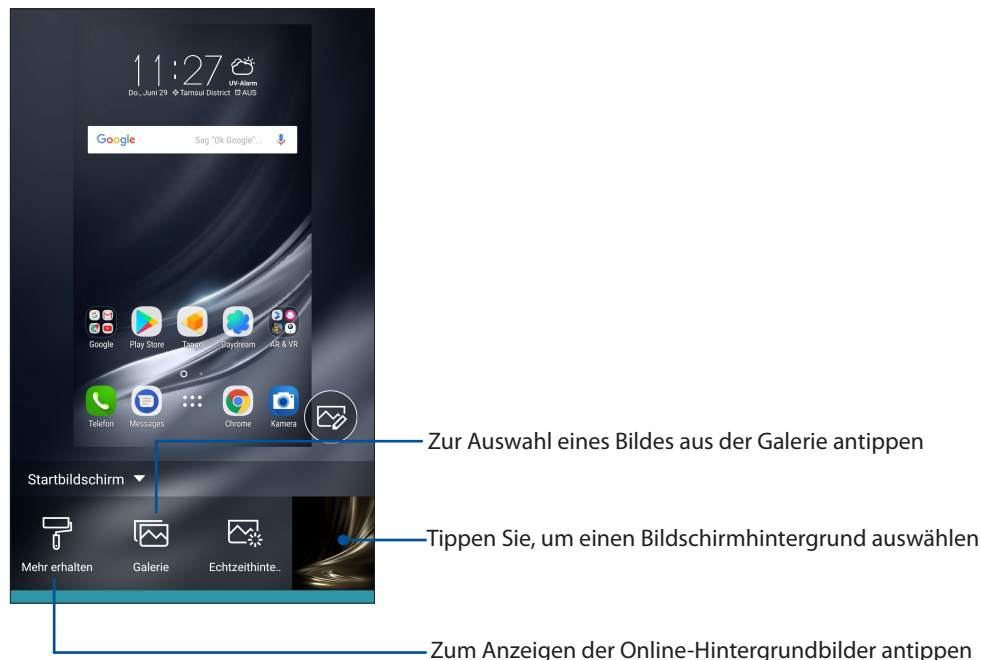 11:27
UV-Alarm
Do., Juni 29 Tamsui District AUS
Google Sag "Ok Google"...
Google Play Store Tango Daydream AR & VR
Telefon Messages Chrome Kamera
Zur Auswahl eines Bildes aus der Galerie antippen
Startbildschirm
Tippen Sie, um einen Bildschirmhintergrund auswählen
Mehr erhalten Galerie Echtzeithinte..
Zum Anzeigen der Online-Hintergrundbilder antippen